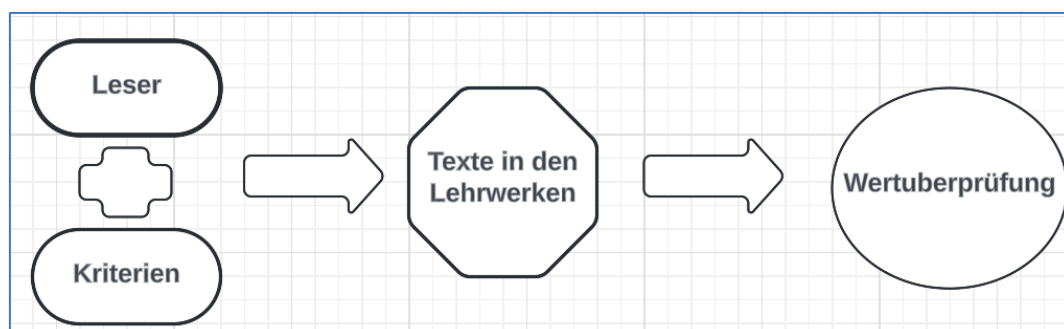 Leser
Kriterien
Texte in den
Lehrwerken
Wertuberprüfung